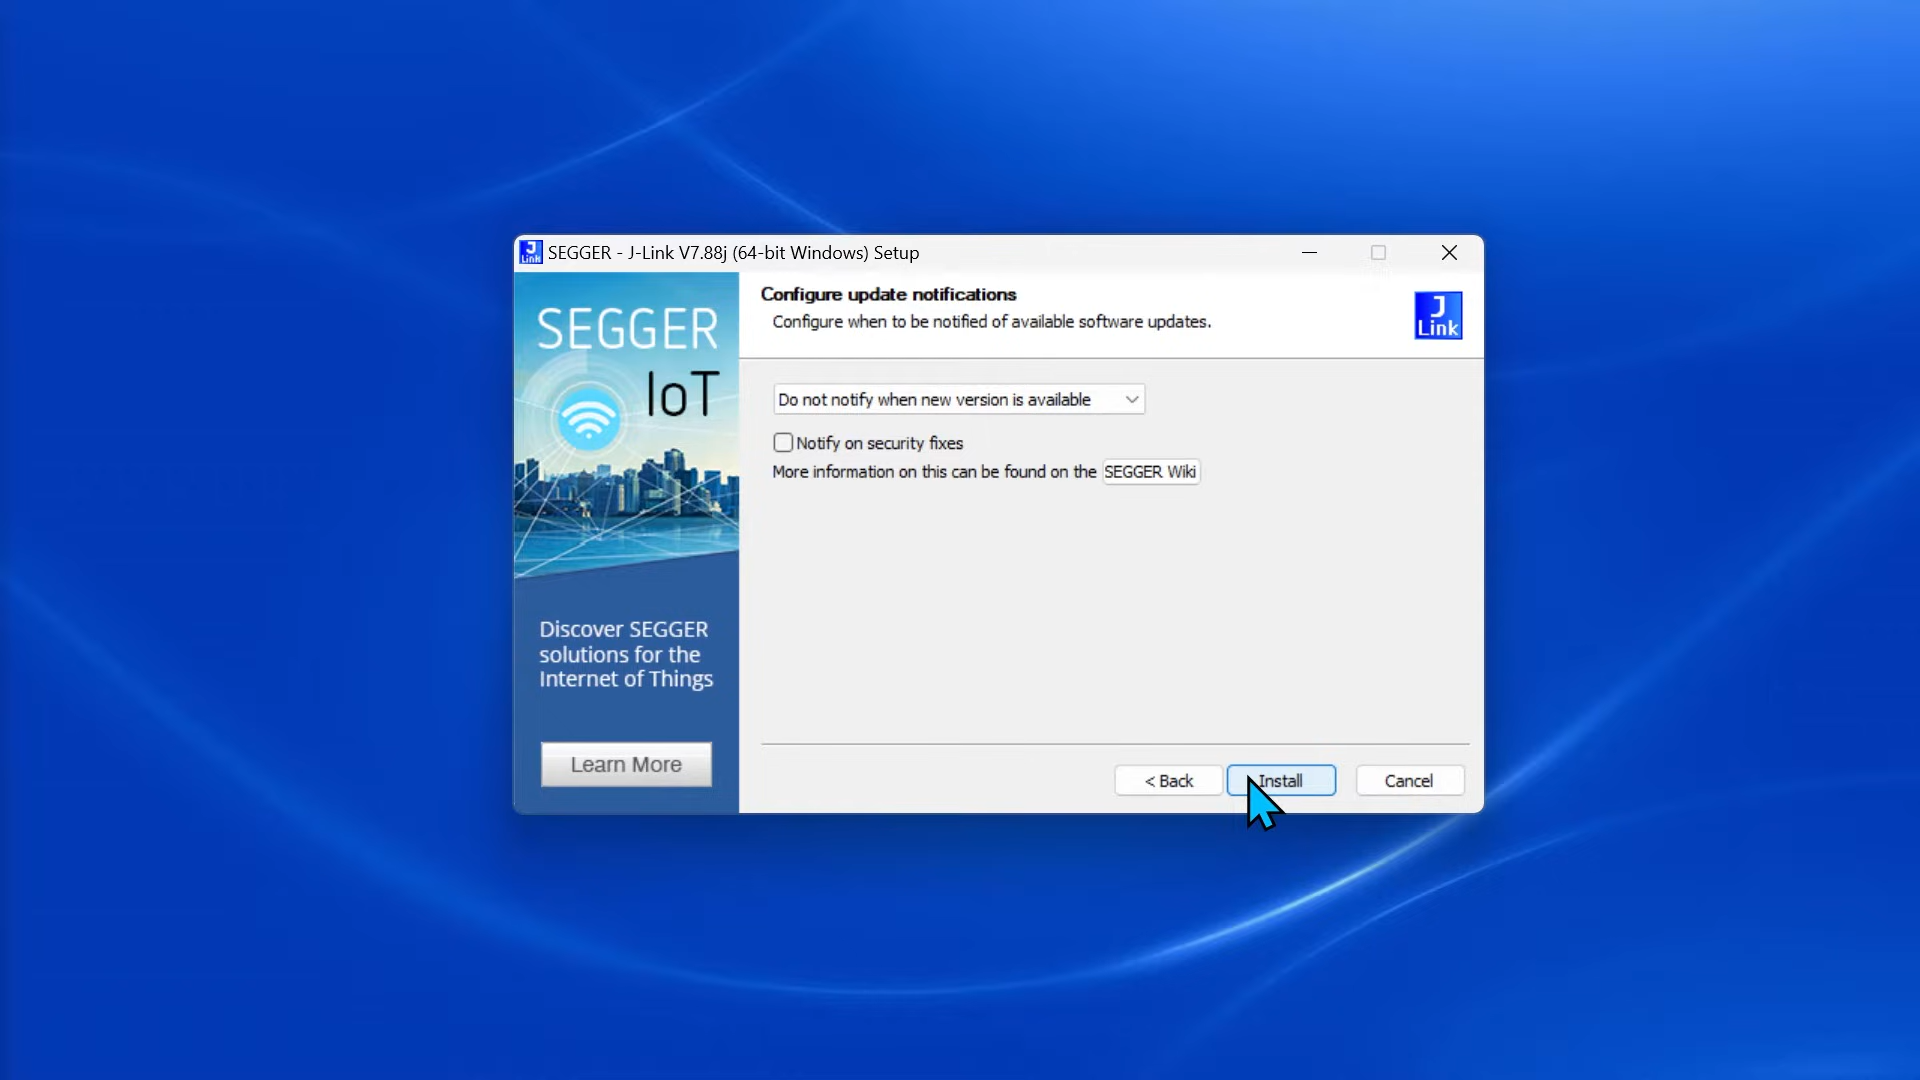 J
Link
SEGGER - J-Link V7.88j (64-bit Windows) Setup
SEGGER
IoT
Discover SEGGER
solutions for the
Internet of Things
Learn More
Configure update notifications
Configure when to be notified of available software updates.
J
Link
Do not notify when new version is available
Notify on security fixes
More information on this can be found on the SEGGER Wiki
< Back
Install
Cancel